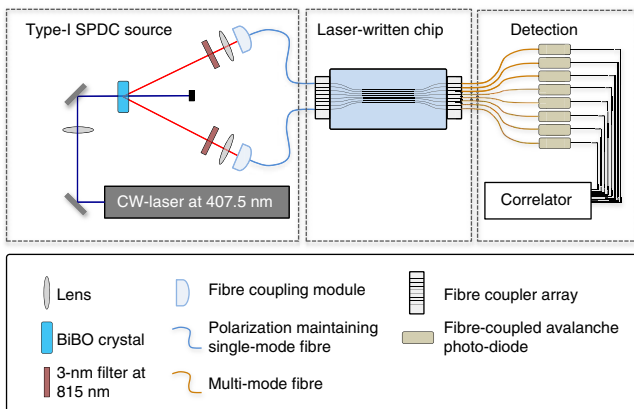 Type-I SPDC source
Laser-written chip
Detection
CW-laser at 407.5 nm
Correlator
Lens
Fibre coupling module
Fibre coupler array
BiBO crystal
Polarization maintaining
single-mode fibre
Fibre-coupled avalanche
photo-diode
3-nm filter at
815 nm
Multi-mode fibre